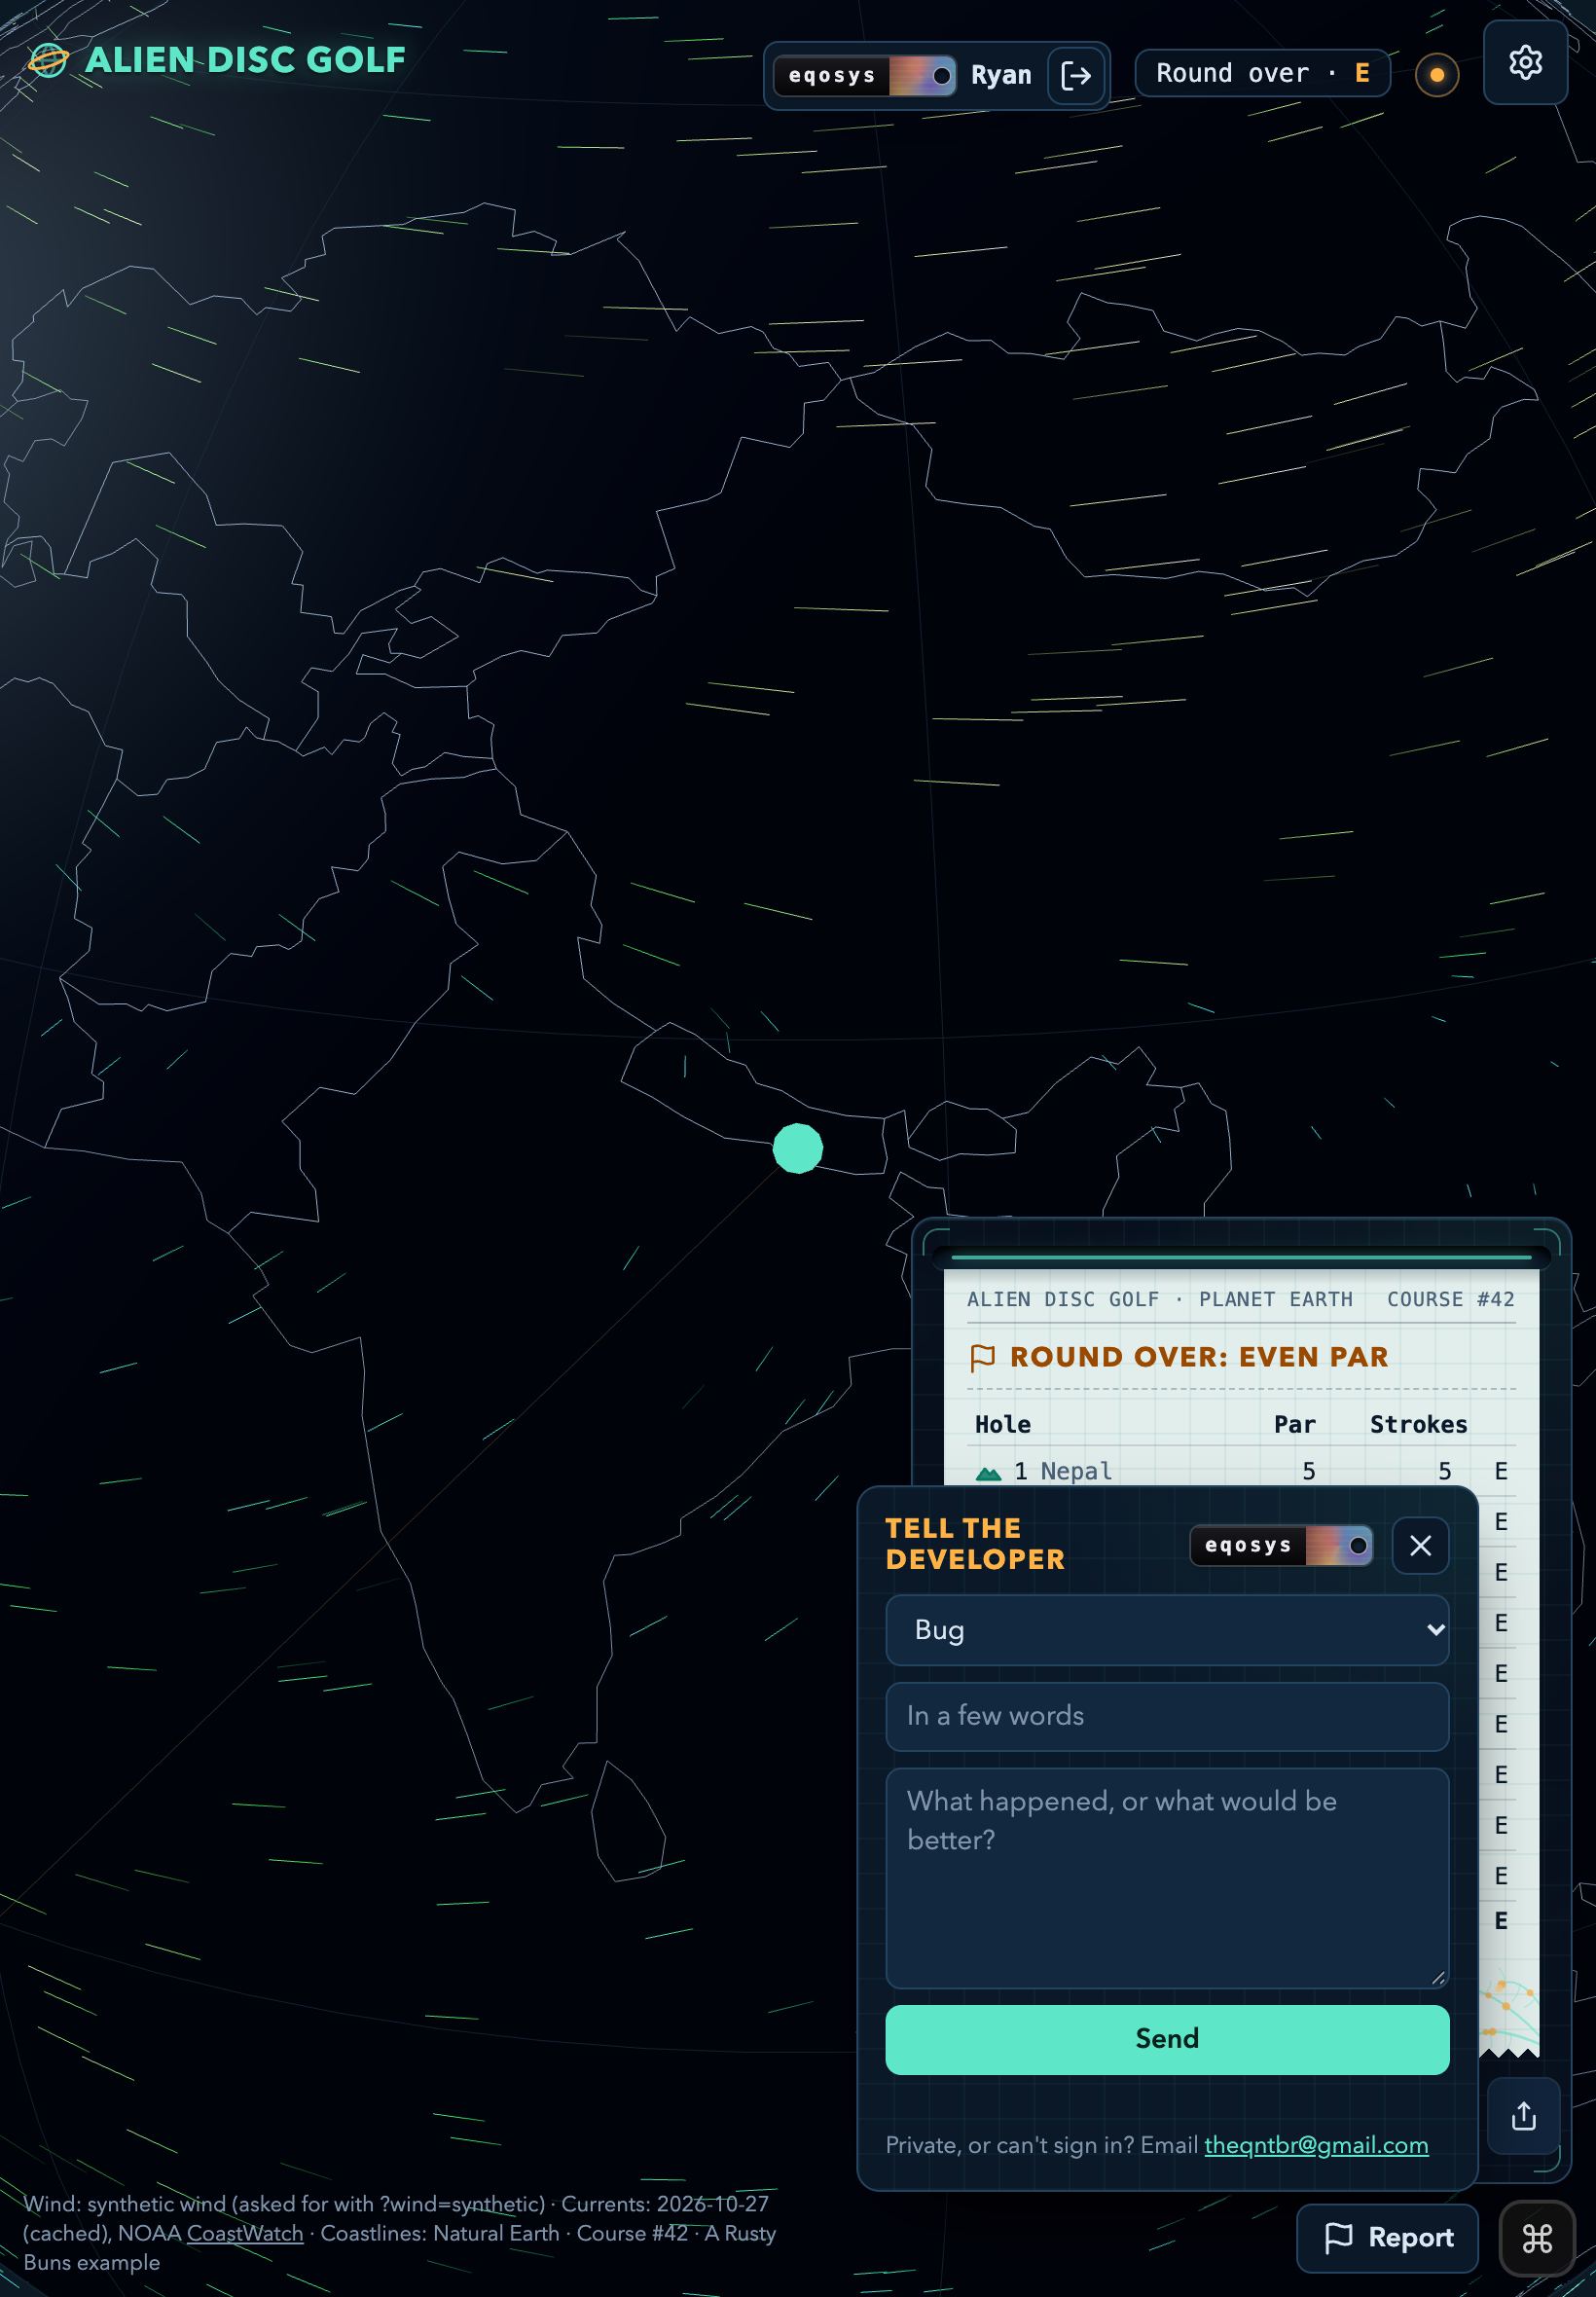 ALIEN DISC GOLF
eqosys Ryan
Round over · E
ALIEN DISC GOLF · PLANET EARTH COURSE #42
ROUND OVER: EVEN PAR
Hole Par Strokes
1 Nepal 5 5 E
E
E
E
E
E
E
E
E
E
TELL THE
DEVELOPER
eqosys
Bug
In a few words
What happened, or what would be
better?
Send
Private, or can't sign in? Email theqntbr@gmail.com
Wind: synthetic wind (asked for with ?wind=synthetic) · Currents: 2026-10-27
(cached), NOAA CoastWatch · Coastlines: Natural Earth · Course #42 · A Rusty
Buns example
Report